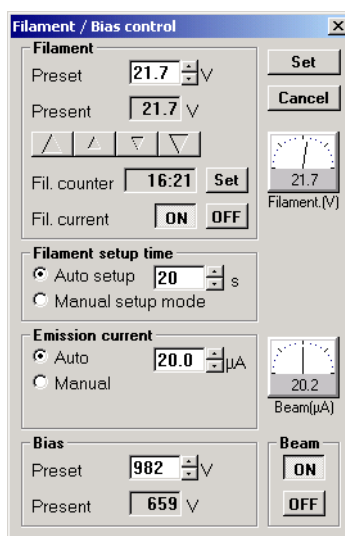 Filament / Bias control
Filament
Preset 21.7 V
Set
Present 21.7 V
Cancel
Fil. counter 16:21 Set
21.7
Filament.(V)
Fil. current ON OFF
Filament setup time
Auto setup 20 s
Manual setup mode
Emission current
Auto 20.0 µA
Manual
20.2
Beam(µA)
Bias
Preset 982 V
Present 659 V
Beam
ON
OFF